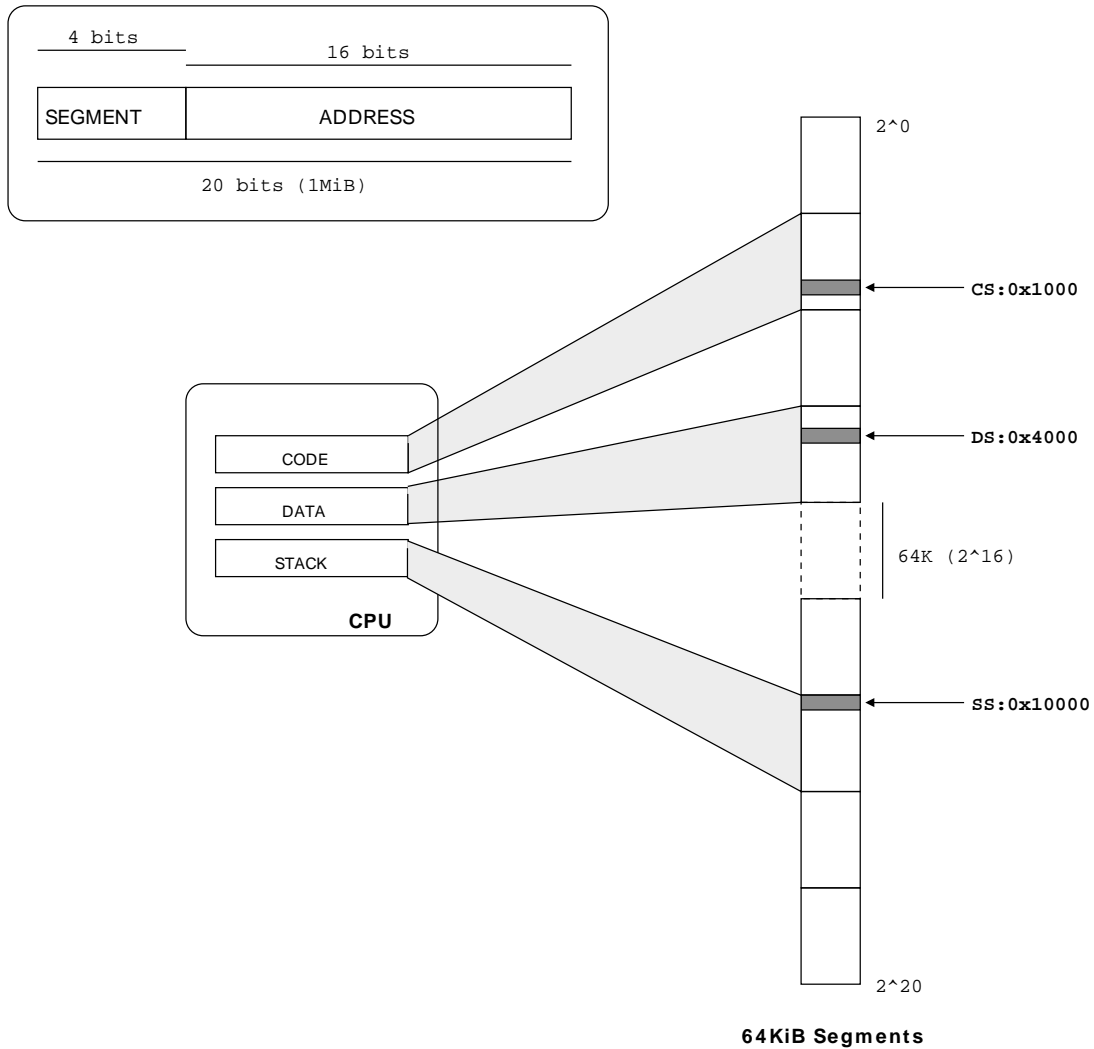 4 bits
16 bits
SEGMENT
ADDRESS
20 bits (1MiB)
2^0
CS:0x1000
DS:0x4000
CODE
DATA
STACK
CPU
64K (2^16)
SS:0x10000
2^20
64KiB Segments